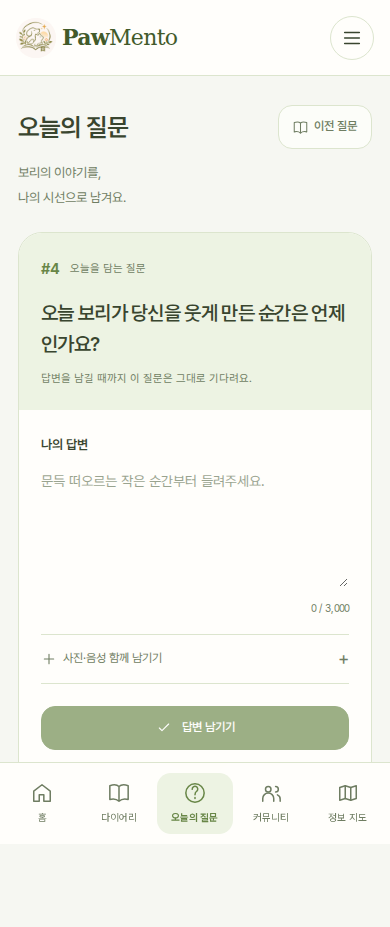 PawMento
오늘의 질문
이전 질문
보리의 이야기를,
나의 시선으로 남겨요.
#4 오늘을 담는 질문
오늘 보리가 당신을 웃게 만든 순간은 언제
인가요?
답변을 남길 때까지 이 질문은 그대로 기다려요.
나의 답변
문득 떠오르는 작은 순간부터 들려주세요.
0 / 3,000
사진·음성 함께 남기기
답변 남기기
홈
다이어리
오늘의 질문
커뮤니티
정보 지도